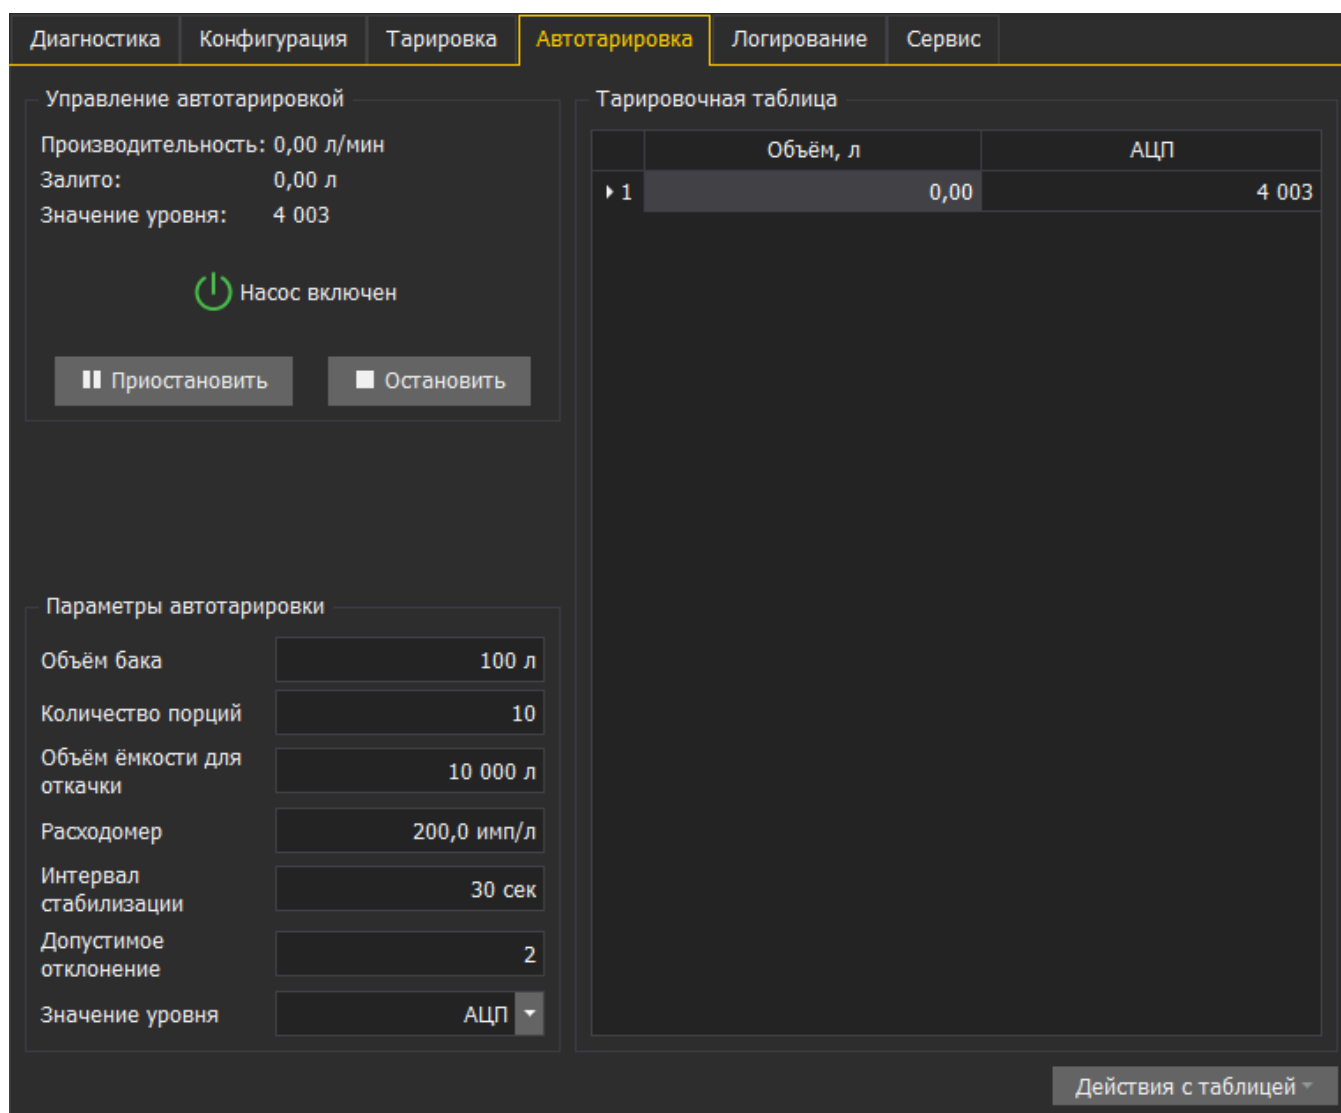 Диагностика Конфигурация Тарировка Автотарировка Логирование Сервис
Управление автотарировкой
Производительность: 0,00 л/мин
Залито: 0,00 л
Значение уровня: 4 003
Насос включен
Приостановить Остановить
Параметры автотарировки
Объём бака 100 л
Количество порций 10
Объём ёмкости для
откачки 10 000 л
Расходомер 200,0 имп/л
Интервал
стабилизации 30 сек
Допустимое
отклонение 2
Значение уровня АЦП
Тарировочная таблица
Объём, л АЦП
1 0,00 4 003
Действия с таблицей